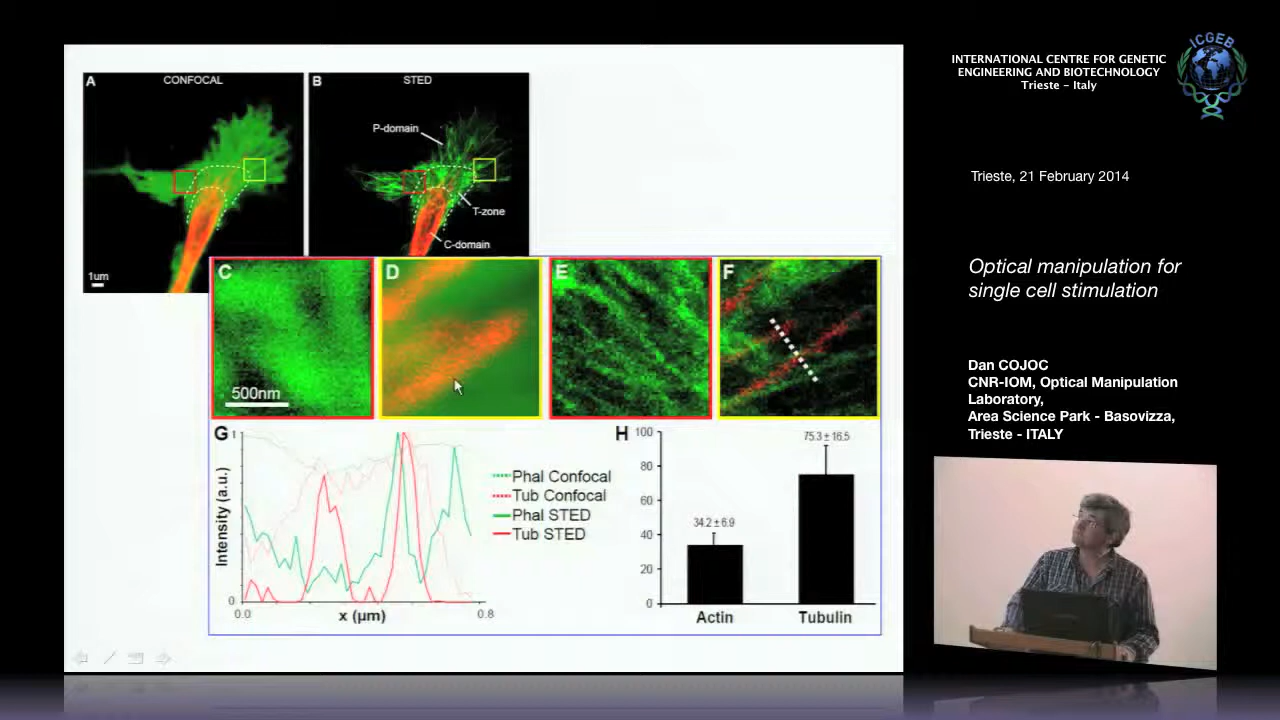 A
CONFOCAL
B
STED
P-domain
T-zone
C-domain
1um
C
D
E
F
500nm
G
1
Intensity (a.u.)
0
0.0
x (µm)
0.8
Phal Confocal
Tub Confocal
Phal STED
Tub STED
H
100
80
60
40
20
0
34.2 ± 6.9
75.3 ± 16.5
Actin
Tubulin
INTERNATIONAL CENTRE FOR GENETIC
ENGINEERING AND BIOTECHNOLOGY
Trieste - Italy
ICGEB
Trieste, 21 February 2014
Optical manipulation for
single cell stimulation
Dan COJOC
CNR-IOM, Optical Manipulation
Laboratory,
Area Science Park - Basovizza,
Trieste - ITALY